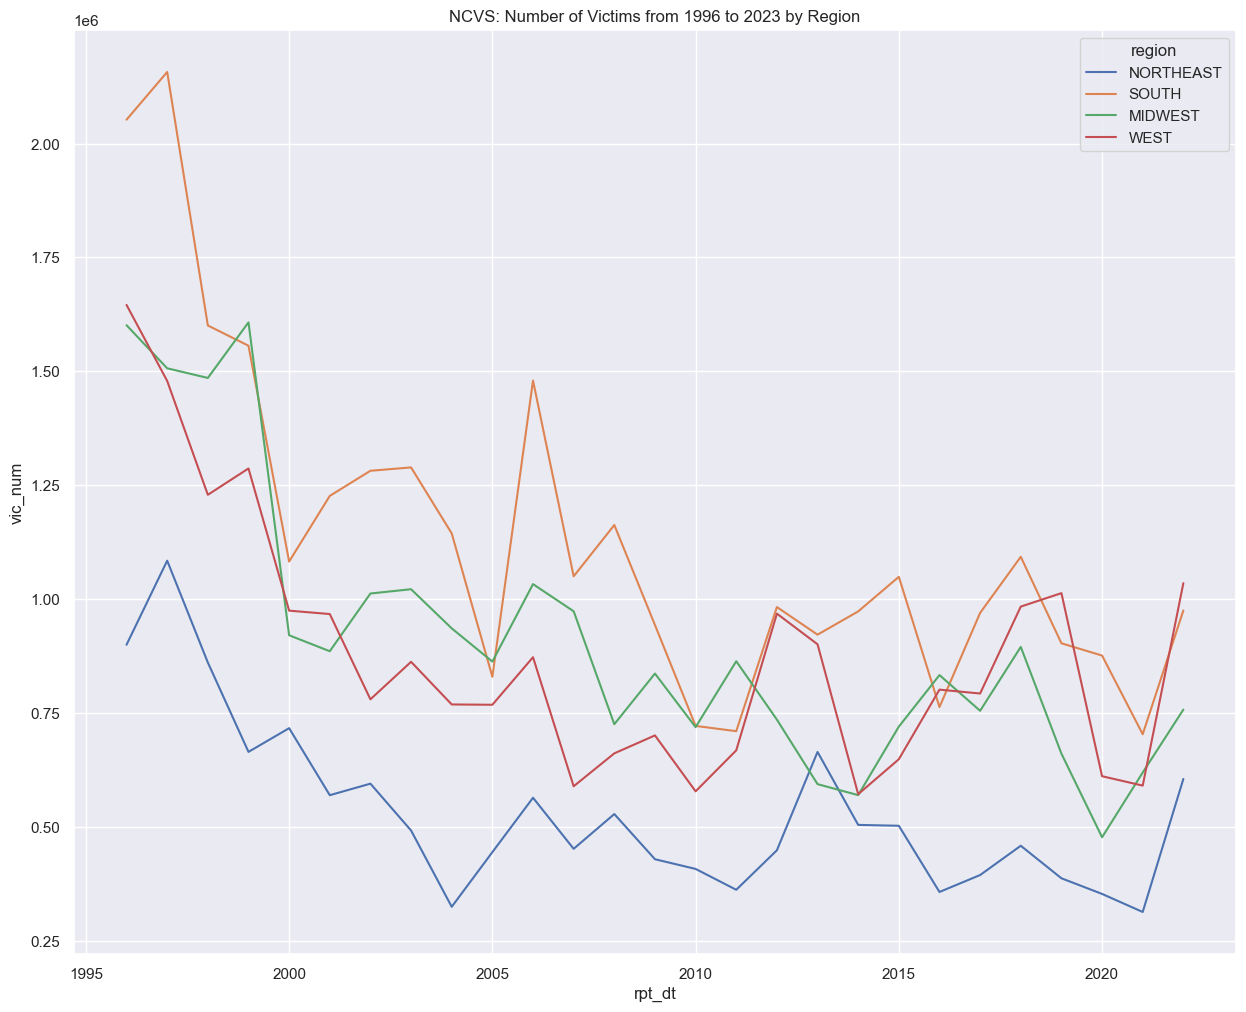 NCVS: Number of Victims from 1996 to 2023 by Region
1e6
region
NORTHEAST
SOUTH
MIDWEST
WEST
2.00
1.75
1.50
1.25
1.00
0.75
0.50
0.25
vic_num
1995 2000 2005 2010 2015 2020
rpt_dt